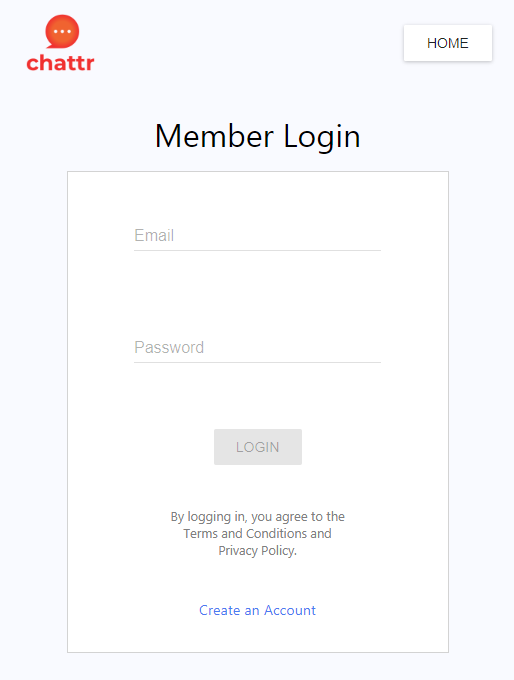 chattr
HOME
Member Login
Email
Password
LOGIN
By logging in, you agree to the
Terms and Conditions and
Privacy Policy.
Create an Account